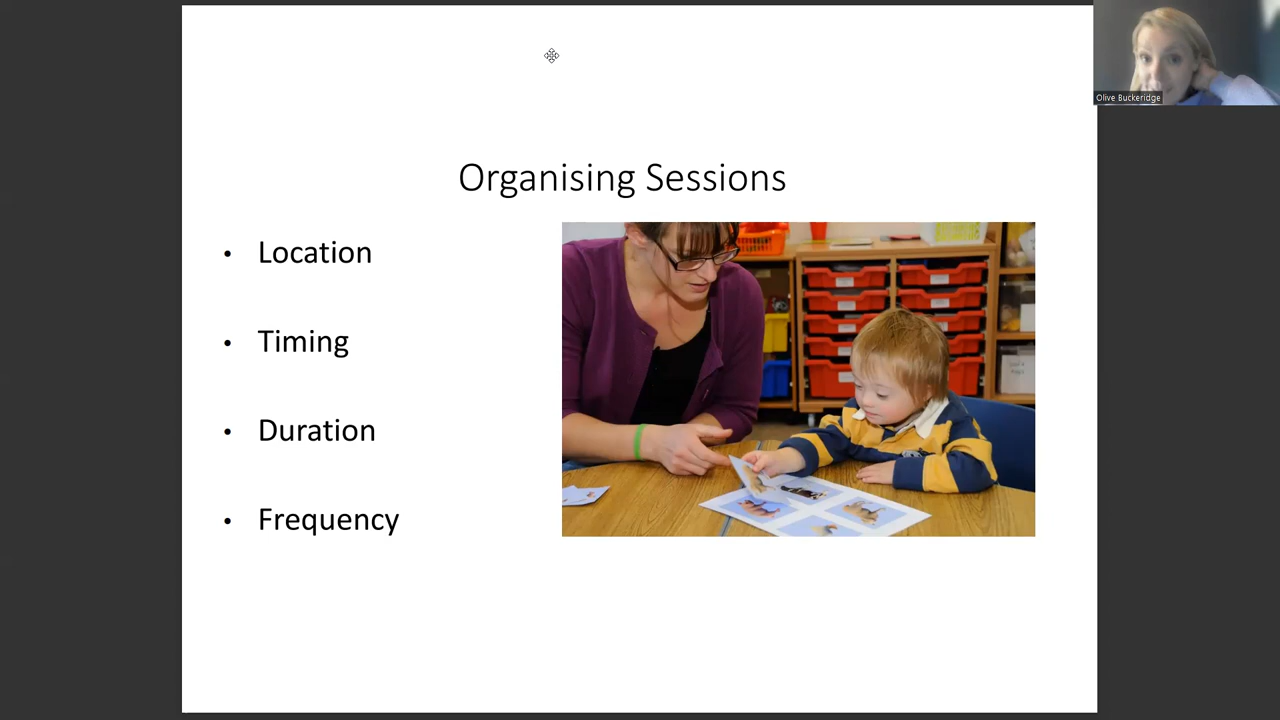 Olive Buckeridge
Organising Sessions
• Location
• Timing
• Duration
• Frequency